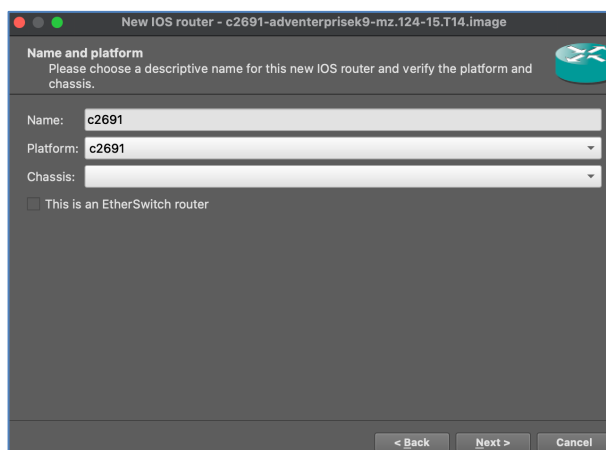 New IOS router - c2691-adventerprisek9-mz.124-15.T14.image
Name and platform
Please choose a descriptive name for this new IOS router and verify the platform and
chassis.
Name: c2691
Platform: c2691
Chassis:
This is an EtherSwitch router
< Back Next > Cancel